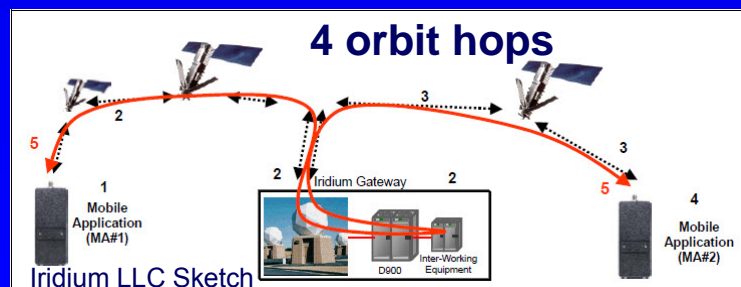 4 orbit hops
2
3
5
3
2
Iridium Gateway
2
5
1
Mobile
Application
(MA#1)
4
Mobile
Application
(MA#2)
D900
Inter-Working
Equipment
Iridium LLC Sketch